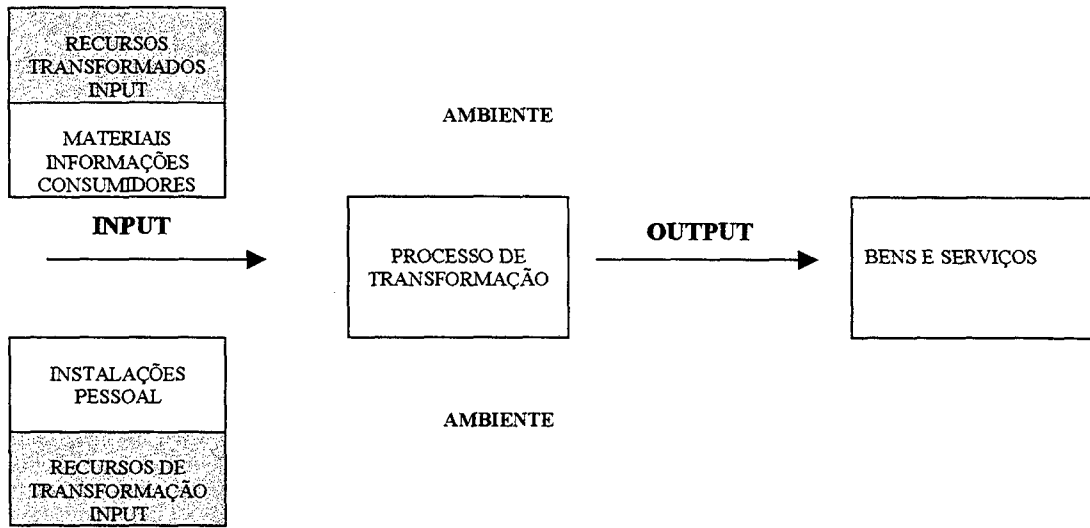 RECURSOS
TRANSFORMADOS
INPUT
MATERIAIS
INFORMAÇÕES
CONSUMIDORES
AMBIENTE
INPUT
PROCESSO DE
TRANSFORMAÇÃO
OUTPUT
BENS E SERVIÇOS
INSTALAÇÕES
PESSOAL
RECURSOS DE
TRANSFORMAÇÃO
INPUT
AMBIENTE